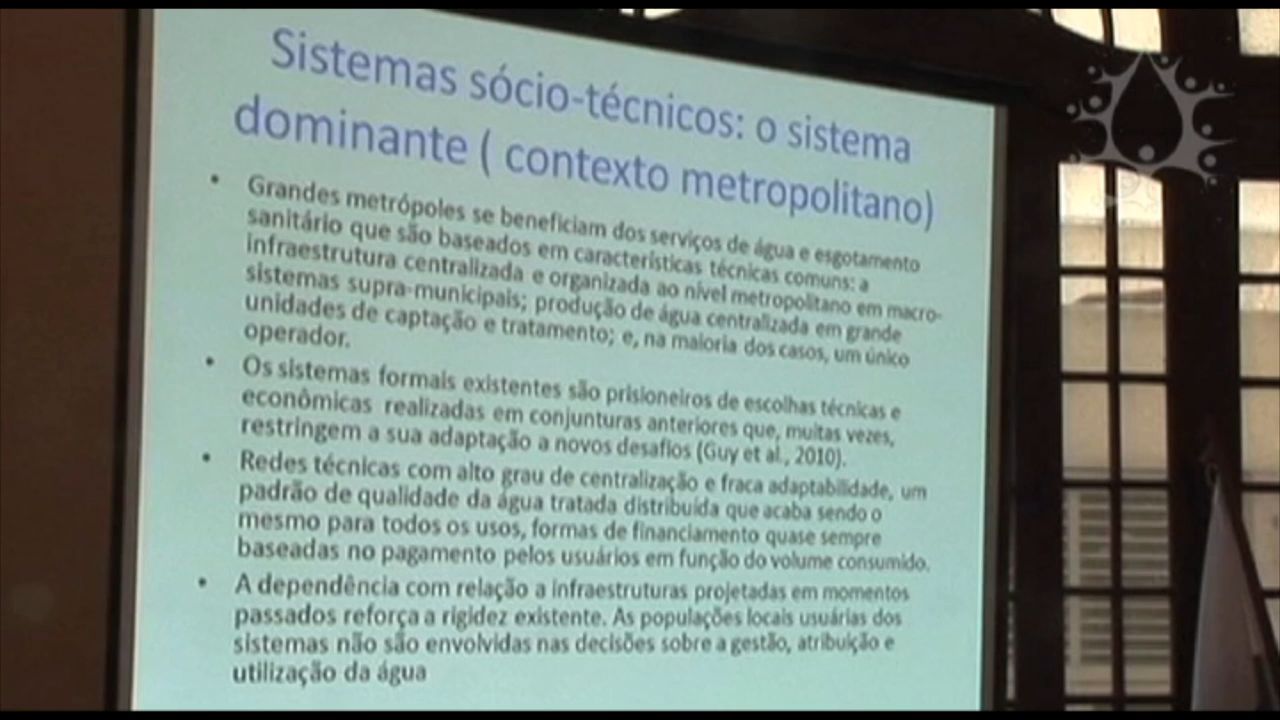 Sistemas sócio-técnicos: o sistema
dominante ( contexto metropolitano)
• Grandes metrópoles se beneficiam dos serviços de água e esgotamento
sanitário que são baseados em características técnicas comuns: a
infraestrutura centralizada e organizada ao nível metropolitano em macro-
sistemas supra-municipais; produção de água centralizada em grande
unidades de captação e tratamento; e, na maioria dos casos, um único
operador.
• Os sistemas formais existentes são prisioneiros de escolhas técnicas e
econômicas realizadas em conjunturas anteriores que, muitas vezes,
restringem a sua adaptação a novos desafios (Guy et al., 2010).
• Redes técnicas com alto grau de centralização e fraca adaptabilidade, um
padrão de qualidade da água tratada distribuída que acaba sendo o
mesmo para todos os usos, formas de financiamento quase sempre
baseadas no pagamento pelos usuários em função do volume consumido.
• A dependência com relação a infraestruturas projetadas em momentos
passados reforça a rigidez existente. As populações locais usuárias dos
sistemas não são envolvidas nas decisões sobre a gestão, atribuição e
utilização da água